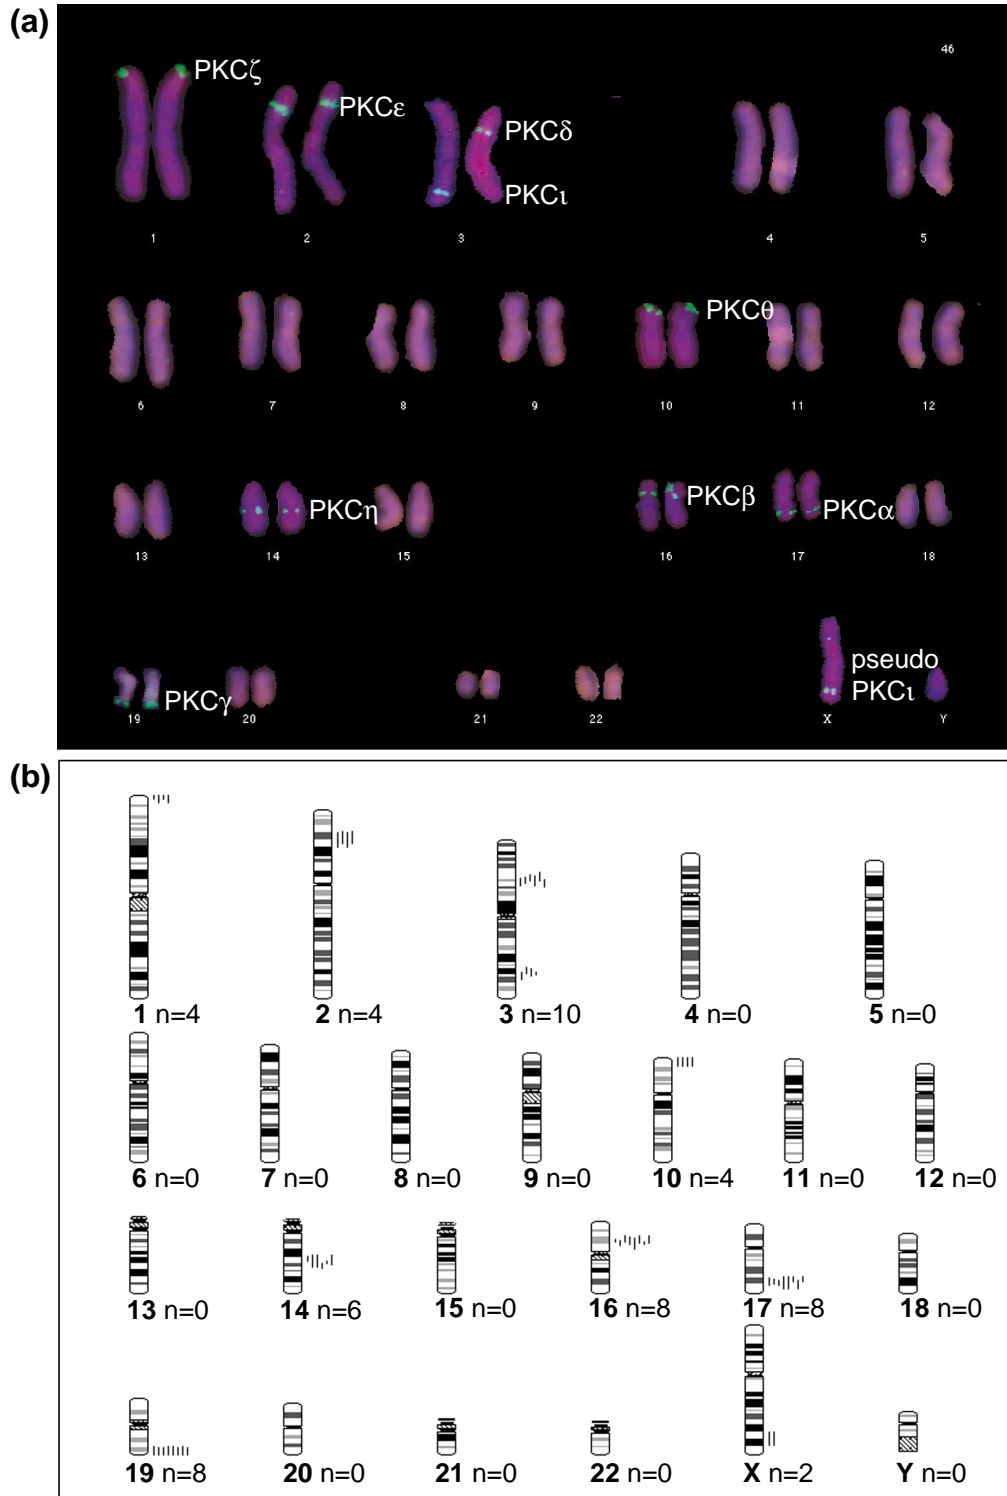 (a)
46
PKCζ
PKCε
PKCδ
PKCι
1 2 3 4 5
PKCθ
6 7 8 9 10 11 12
PKCη PKCβ PKCα
13 14 15 16 17 18
pseudo
PKCγ PKCι
19 20 21 22 X Y
(b)
1 n=4 2 n=4 3 n=10 4 n=0 5 n=0
6 n=0 7 n=0 8 n=0 9 n=0 10 n=4 11 n=0 12 n=0
13 n=0 14 n=6 15 n=0 16 n=8 17 n=8 18 n=0
19 n=8 20 n=0 21 n=0 22 n=0 X n=2 Y n=0